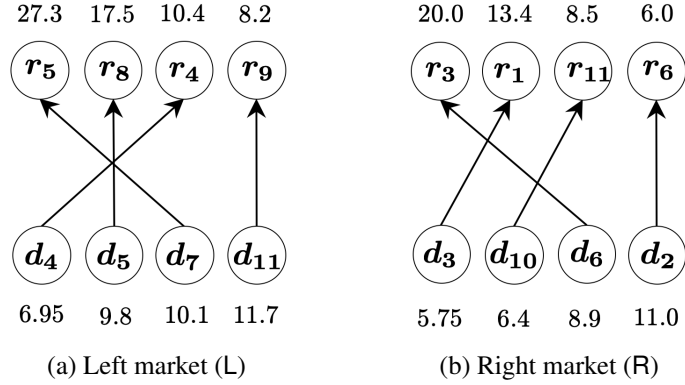 27.3 17.5 10.4 8.2 20.0 13.4 8.5 6.0
r₅ r₈ r₄ r₉ r₃ r₁ r₁₁ r₆
d₄ d₅ d₇ d₁₁ d₃ d₁₀ d₆ d₂
6.95 9.8 10.1 11.7 5.75 6.4 8.9 11.0
(a) Left market (L) (b) Right market (R)